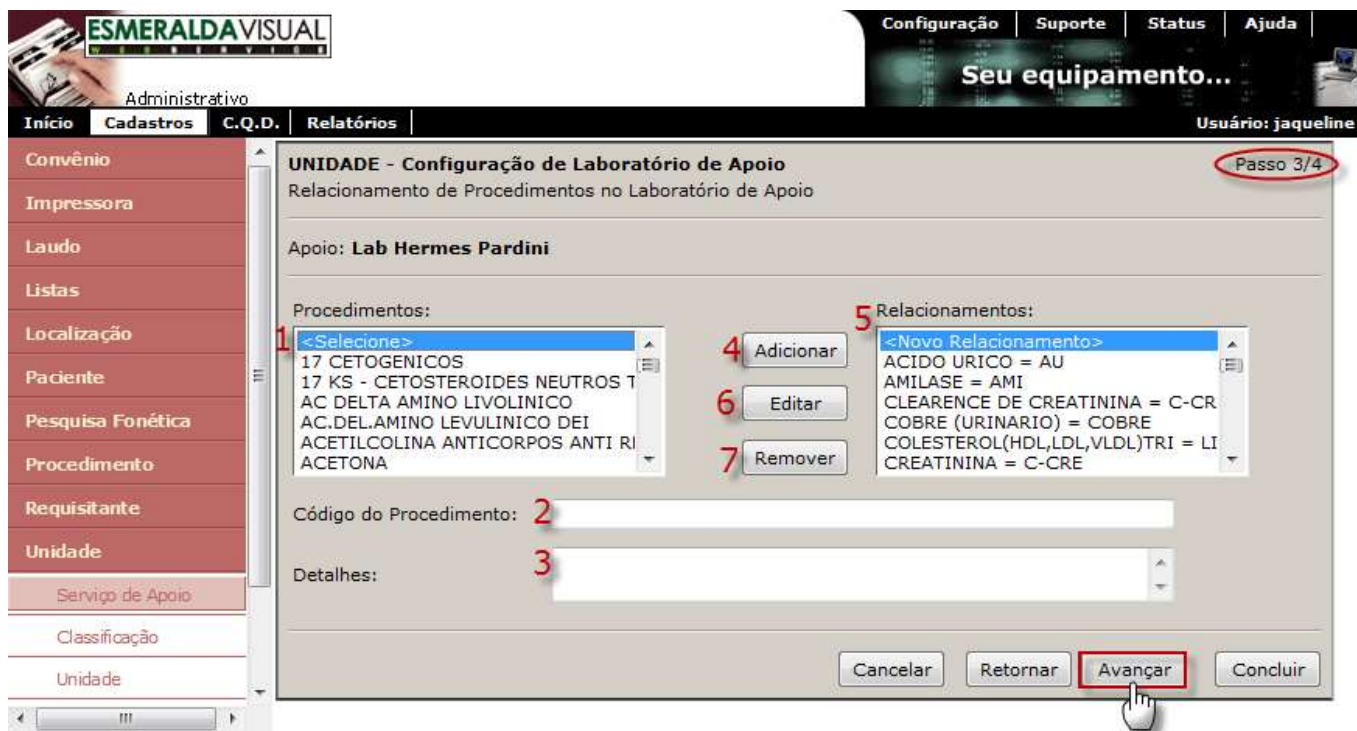 ESMERALDAVISUAL
WEBSERVICE
Administrativo
Configuração Suporte Status Ajuda
Seu equipamento...
Início Cadastros C.Q.D. Relatórios Usuário: jaqueline
Convênio
Impressora
Laudo
Listas
Localização
Paciente
Pesquisa Fonética
Procedimento
Requisitante
Unidade
Serviço de Apoio
Classificação
Unidade
UNIDADE - Configuração de Laboratório de Apoio Passo 3/4
Relacionamento de Procedimentos no Laboratório de Apoio
Apoio: Lab Hermes Pardini
Procedimentos:
1 <Selecione>
17 CETOGENICOS
17 KS - CETOSTEROIDES NEUTROS T
AC DELTA AMINO LIVOLINICO
AC.DEL.AMINO LEVULINICO DEI
ACETILCOLINA ANTICORPOS ANTI RI
ACETONA
4 Adicionar
6 Editar
7 Remover
5 Relacionamentos:
<Novo Relacionamento>
ACIDO URICO = AU
AMILASE = AMI
CLEARENCE DE CREATININA = C-CR
COBRE (URINARIO) = COBRE
COLESTEROL(HDL,LDL,VLDL)TRI = LI
CREATININA = C-CRE
Código do Procedimento: 2
Detalhes: 3
Cancelar Retornar Avançar Concluir